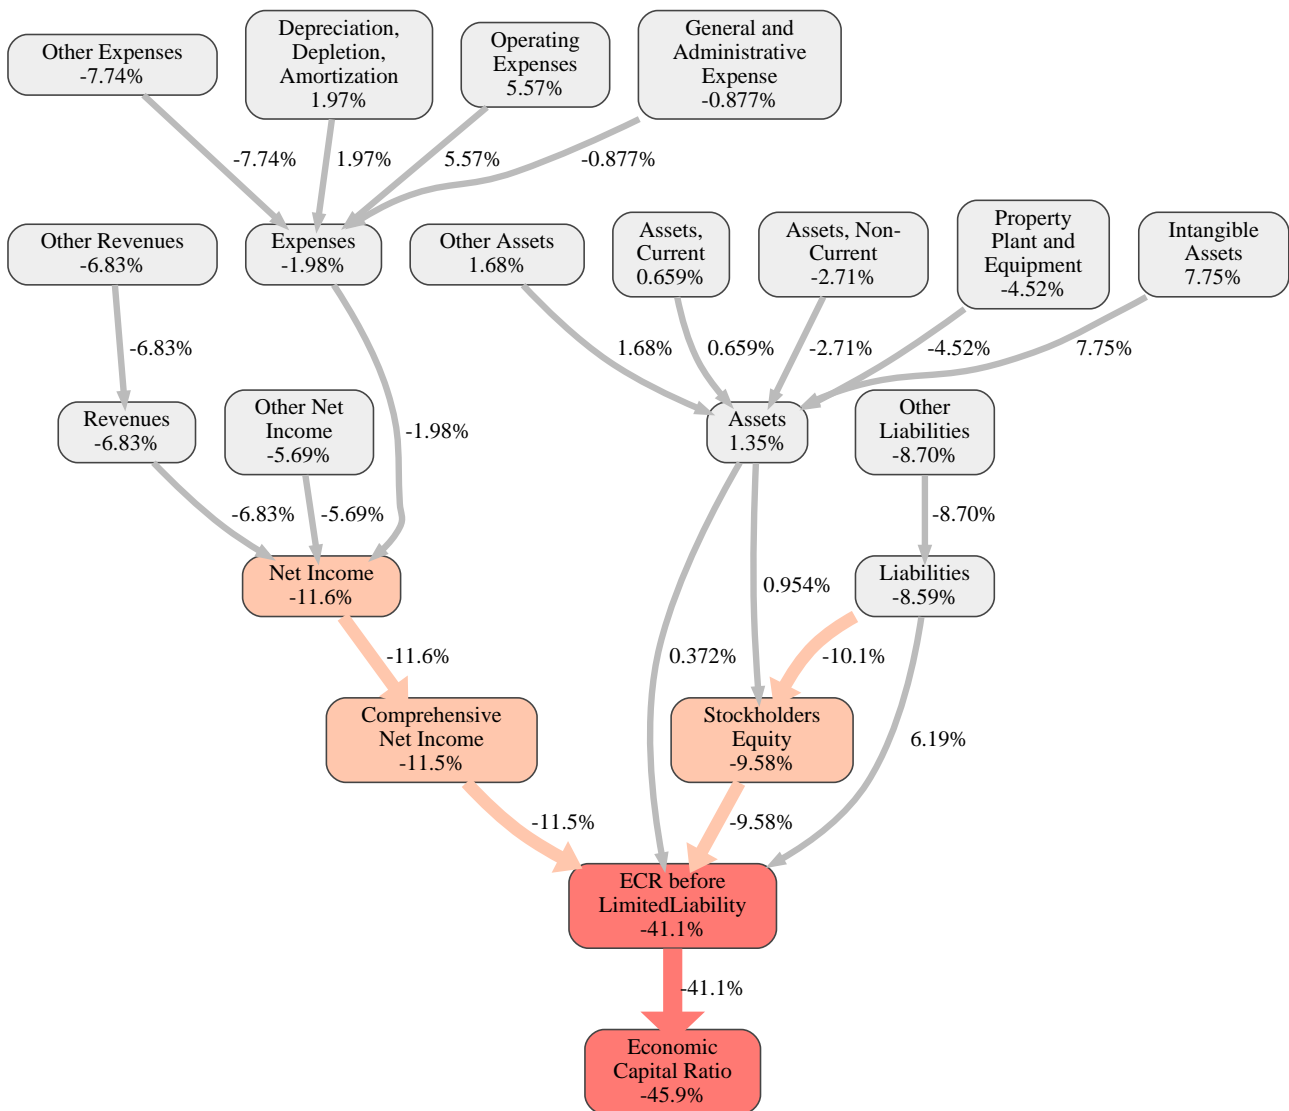 Other Expenses
-7.74%
Depreciation,
Depletion,
Amortization
1.97%
Operating
Expenses
5.57%
General and
Administrative
Expense
-0.877%
-7.74%
1.97%
5.57%
-0.877%
Other Revenues
-6.83%
Expenses
-1.98%
Other Assets
1.68%
Assets,
Current
0.659%
Assets, Non-
Current
-2.71%
Property
Plant and
Equipment
-4.52%
Intangible
Assets
7.75%
-6.83%
1.68%
0.659%
-2.71%
-4.52%
7.75%
Revenues
-6.83%
Other Net
Income
-5.69%
-1.98%
Assets
1.35%
Other
Liabilities
-8.70%
-6.83%
-5.69%
-8.70%
Net Income
-11.6%
0.954%
Liabilities
-8.59%
-11.6%
0.372%
-10.1%
Comprehensive
Net Income
-11.5%
Stockholders
Equity
-9.58%
6.19%
-11.5%
-9.58%
ECR before
LimitedLiability
-41.1%
-41.1%
Economic
Capital Ratio
-45.9%